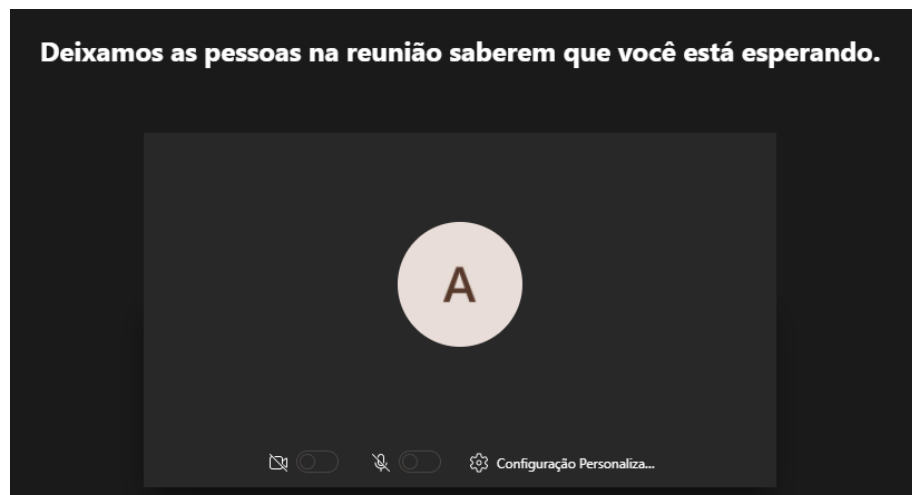 Deixamos as pessoas na reunião saberem que você está esperando.
A
Configuração Personaliza...